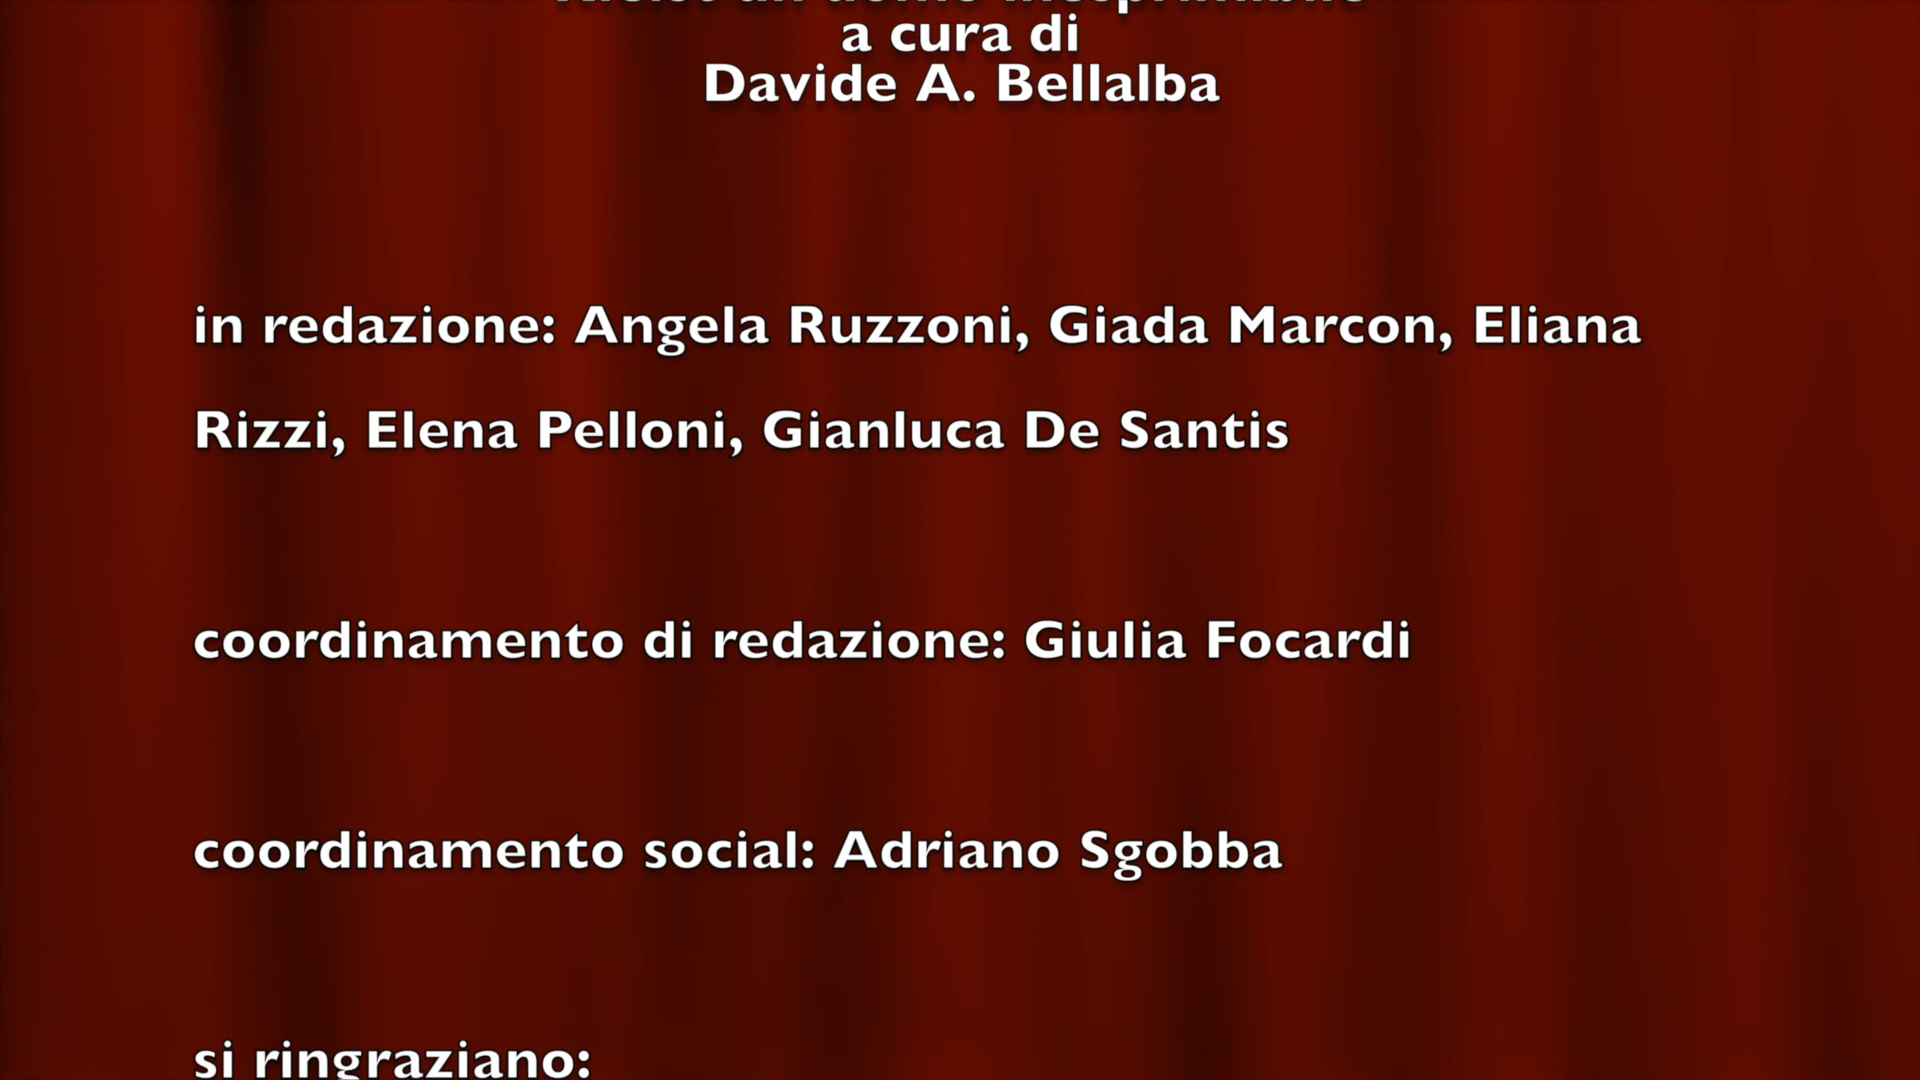 a cura di
Davide A. Bellalba
in redazione: Angela Ruzzoni, Giada Marcon, Eliana
Rizzi, Elena Pelloni, Gianluca De Santis
coordinamento di redazione: Giulia Focardi
coordinamento social: Adriano Sgobba
si ringraziano: